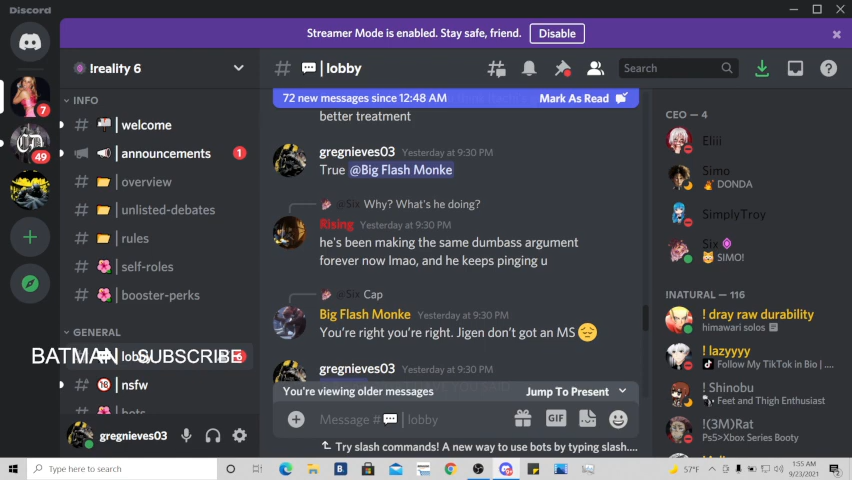 Discord
Streamer Mode is enabled. Stay safe, friend.
Disable
Ireality 6
lobby
Search
INFO
welcome
announcements
1
overview
unlisted-debates
rules
self-roles
booster-perks
GENERAL
BATMAN SUBSCRIBE
nsfw
bots
gregnieves03
7
49
72 new messages since 12:48 AM
Mark As Read
better treatment
gregnieves03 Yesterday at 9:30 PM
True @Big Flash Monke
@Six Why? What's he doing?
Rising Yesterday at 9:30 PM
he's been making the same dumbass argument
forever now lmao, and he keeps pinging u
@Six Cap
Big Flash Monke Yesterday at 9:30 PM
You're right you're right. Jigen don't got an MS
gregnieves03 Yesterday at 9:30 PM
You're viewing older messages
Jump To Present
Message # lobby
GIF
Try slash commands! A new way to use bots by typing slash....
CEO — 4
Eliii
Simo
DONDA
SimplyTroy
Six
SIMO!
!NATURAL — 116
! dray raw durability
himawari solos
! lazyyyy
Follow My TikTok in Bio | ....
! Shinobu
Feet and Thigh Enthusiast
!(3M)Rat
Ps5>Xbox Series Booty
Type here to search
57°F
1:55 AM
9/23/2021